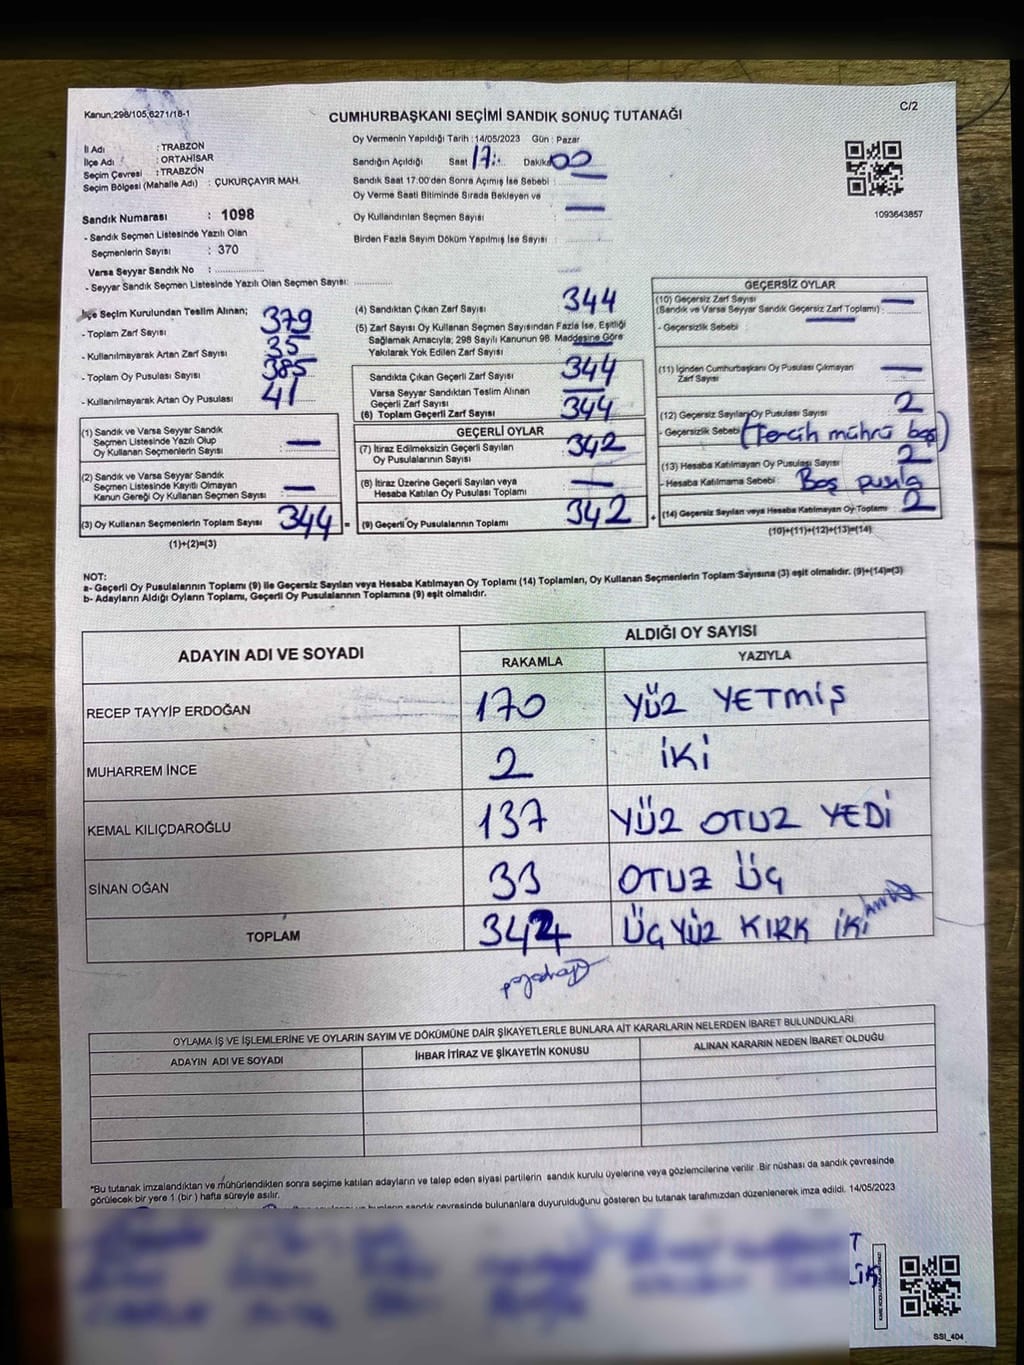 Kanun;298/105,6271/18-1
CUMHURBAŞKANI SEÇİMİ SANDIK SONUÇ TUTANAĞI
C/2
İl Adı : TRABZON
İlçe Adı : ORTAHİSAR
Seçim Çevresi : TRABZON
Seçim Bölgesi (Mahalle Adı) : ÇUKURÇAYIR MAH.
Sandık Numarası : 1098
- Sandık Seçmen Listesinde Yazılı Olan
Seçmenlerin Sayısı : 370
Varsa Seyyar Sandık No :
- Seyyar Sandık Seçmen Listesinde Yazılı Olan Seçmen Sayısı:
Oy Vermenin Yapıldığı Tarih : 14/05/2023 Gün : Pazar
Sandığın Açıldığı Saat 17: Dakika 00
Sandık Saat 17:00'den Sonra Açımış İse Sebebi :
Oy Verme Saati Bitiminde Sırada Bekleyen ve
Oy Kullandırılan Seçmen Sayısı :
Birden Fazla Sayım Döküm Yapılmış İse Sayısı :
1093643857
İlçe Seçim Kurulundan Teslim Alınan;
- Toplam Zarf Sayısı 379
- Kullanılmayarak Artan Zarf Sayısı 35
- Toplam Oy Pusulası Sayısı 385
- Kullanılmayarak Artan Oy Pusulası 41
(1) Sandık ve Varsa Seyyar Sandık
Seçmen Listesinde Yazılı Olup
Oy Kullanan Seçmenlerin Sayısı : —
(2) Sandık ve Varsa Seyyar Sandık
Seçmen Listesinde Kayıtlı Olmayan
Kanun Gereği Oy Kullanan Seçmen Sayısı : —
(3) Oy Kullanan Seçmenlerin Toplam Sayısı 344 =
(1)+(2)=(3)
(4) Sandıktan Çıkan Zarf Sayısı 344
(5) Zarf Sayısı Oy Kullanan Seçmen Sayısından Fazla İse, Eşitliği
Sağlamak Amacıyla, 298 Sayılı Kanunun 98. Maddesine Göre
Yakılarak Yok Edilen Zarf Sayısı :
Sandıkta Çıkan Geçerli Zarf Sayısı 344
Varsa Seyyar Sandıktan Teslim Alınan
Geçerli Zarf Sayısı —
(6) Toplam Geçerli Zarf Sayısı 344
GEÇERLİ OYLAR
(7) İtiraz Edilmeksizin Geçerli Sayılan
Oy Pusulalarının Sayısı 342
(8) İtiraz Üzerine Geçerli Sayılan veya
Hesaba Katılan Oy Pusulası Toplamı —
(9) Geçerli Oy Pusulalarının Toplamı 342 +
GEÇERSİZ OYLAR
(10) Geçersiz Zarf Sayısı —
(Sandık ve Varsa Seyyar Sandık Geçersiz Zarf Toplamı) :
- Geçersizlik Sebebi
(11) İçinden Cumhurbaşkanı Oy Pusulası Çıkmayan
Zarf Sayısı —
(12) Geçersiz Sayılan Oy Pusulası Sayısı 2
- Geçersizlik Sebebi (Tercih mührü boş)
(13) Hesaba Katılmayan Oy Pusulası Sayısı 2
- Hesaba Katılmama Sebebi : Boş pusula
(14) Geçersiz Sayılan veya Hesaba Katılmayan Oy Toplamı 2
(10)+(11)+(12)+(13)=(14)
NOT:
a- Geçerli Oy Pusulalarının Toplamı (9) ile Geçersiz Sayılan veya Hesaba Katılmayan Oy Toplamı (14) Toplamları, Oy Kullanan Seçmenlerin Toplam Sayısına (3) eşit olmalıdır. (9)+(14)=(3)
b- Adayların Aldığı Oyların Toplamı, Geçerli Oy Pusulalarının Toplamına (9) eşit olmalıdır.
ADAYIN ADI VE SOYADI
ALDIĞI OY SAYISI
RAKAMLA YAZIYLA
RECEP TAYYİP ERDOĞAN 170 YÜZ YETMİŞ
MUHARREM İNCE 2 İKİ
KEMAL KILIÇDAROĞLU 137 YÜZ OTUZ YEDİ
SİNAN OĞAN 33 OTUZ ÜÇ
TOPLAM 342 ÜÇ YÜZ KIRK İKİ
OYLAMA İŞ VE İŞLEMLERİNE VE OYLARIN SAYIM VE DÖKÜMÜNE DAİR ŞİKAYETLERLE BUNLARA AİT KARARLARIN NELERDEN İBARET BULUNDUKLARI
ADAYIN ADI VE SOYADI İHBAR İTİRAZ VE ŞİKAYETİN KONUSU ALINAN KARARIN NEDEN İBARET OLDUĞU
*Bu tutanak imzalandıktan ve mühürlendikten sonra seçime katılan adayların ve talep eden siyasi partilerin sandık kurulu üyelerine veya gözlemcilerine verilir .Bir nüshası da sandık çevresinde
görülecek bir yere 1 (bir ) hafta süreyle asılır.
sandık çevresinde bulunanlara duyurulduğunu gösteren bu tutanak tarafımızdan düzenlenerek imza edildi. 14/05/2023
SSİ_404